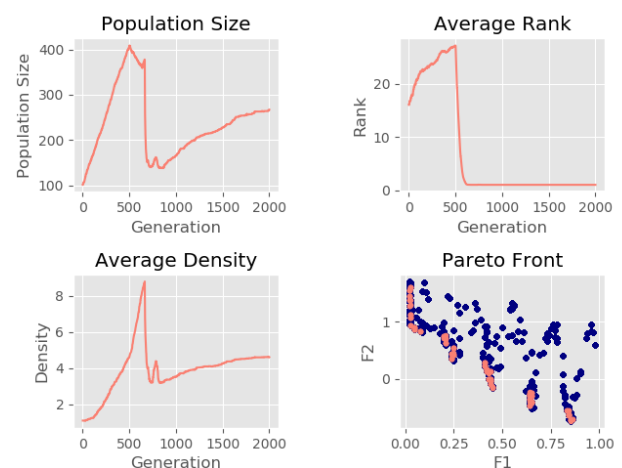 Population Size
Average Rank
400
300
200
100
Population Size
0
500
1000
1500
2000
Generation
20
10
0
Rank
0
500
1000
1500
2000
Generation
Average Density
Pareto Front
8
6
4
2
Density
0
500
1000
1500
2000
Generation
1
0
F2
0.00
0.25
0.50
0.75
1.00
F1